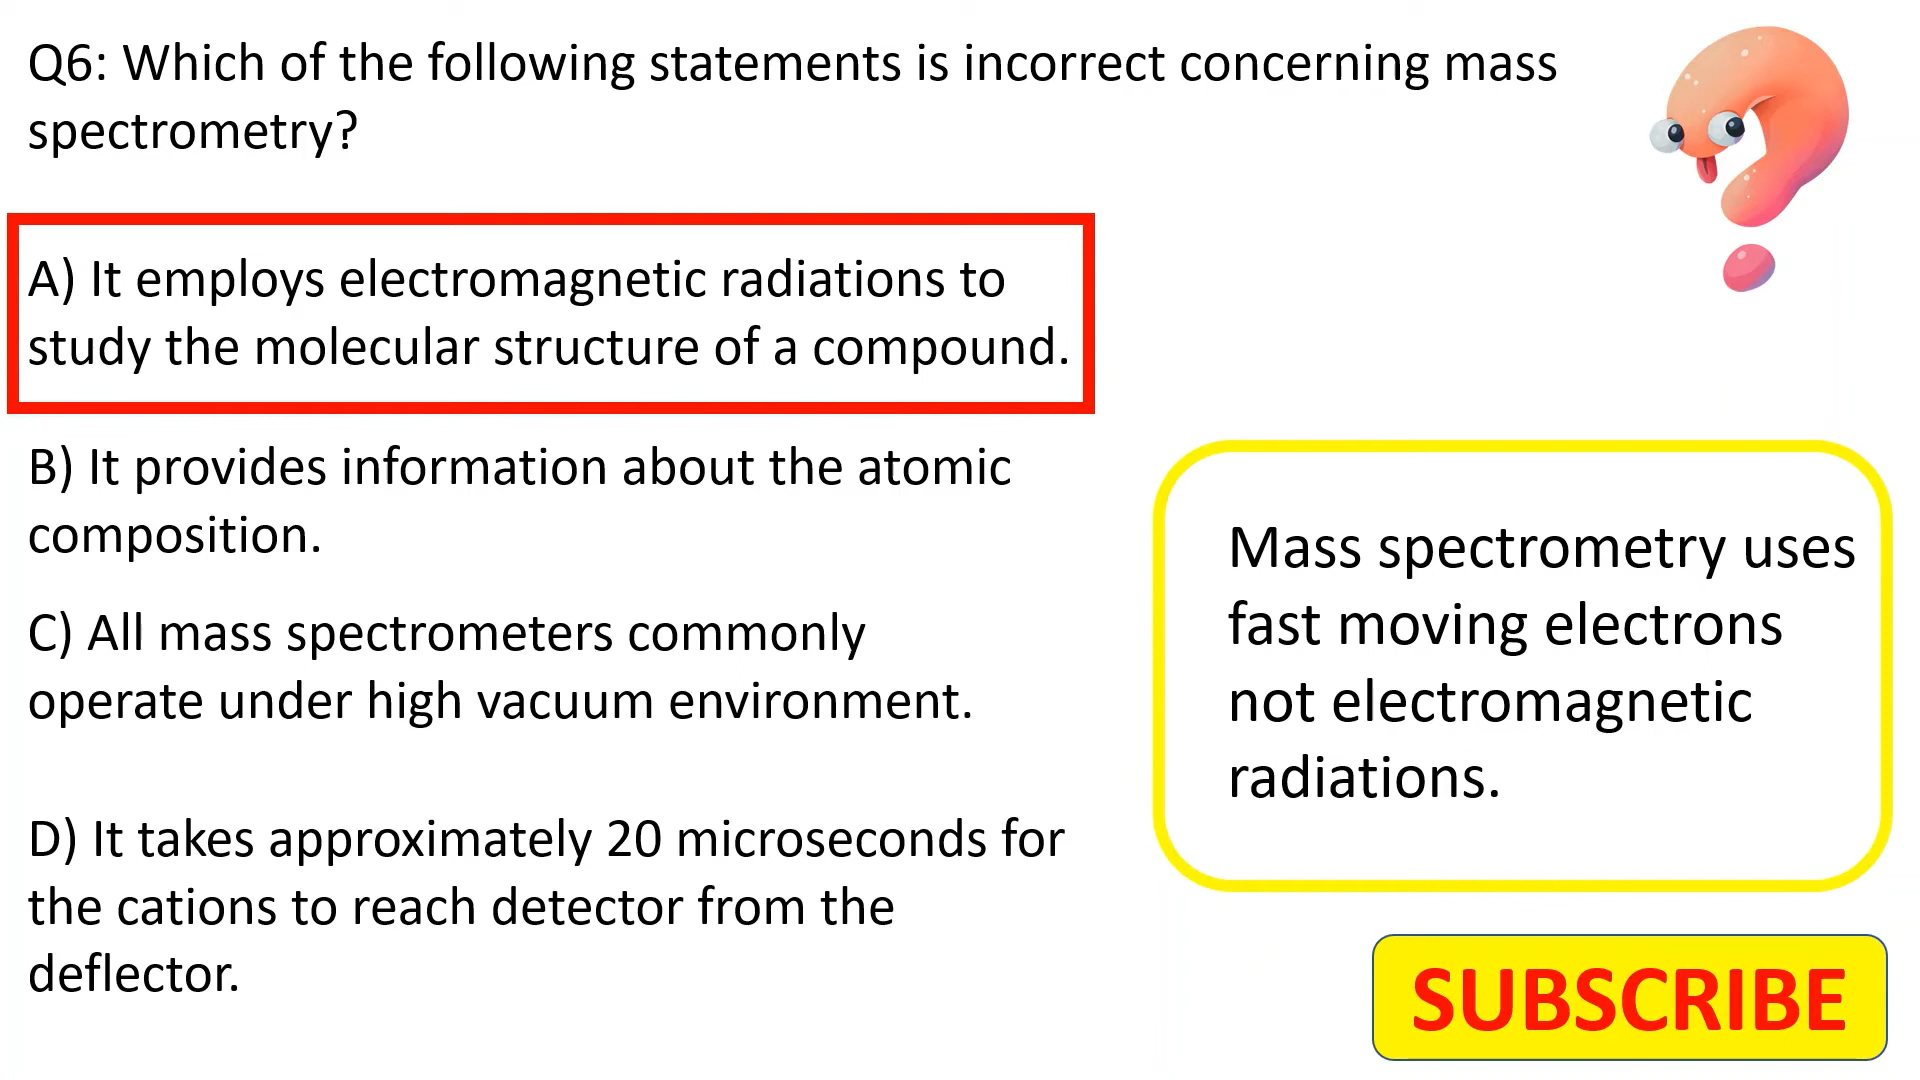 Q6: Which of the following statements is incorrect concerning mass
spectrometry?
A) It employs electromagnetic radiations to
study the molecular structure of a compound.
B) It provides information about the atomic
composition.
C) All mass spectrometers commonly
operate under high vacuum environment.
D) It takes approximately 20 microseconds for
the cations to reach detector from the
deflector.
Mass spectrometry uses
fast moving electrons
not electromagnetic
radiations.
SUBSCRIBE